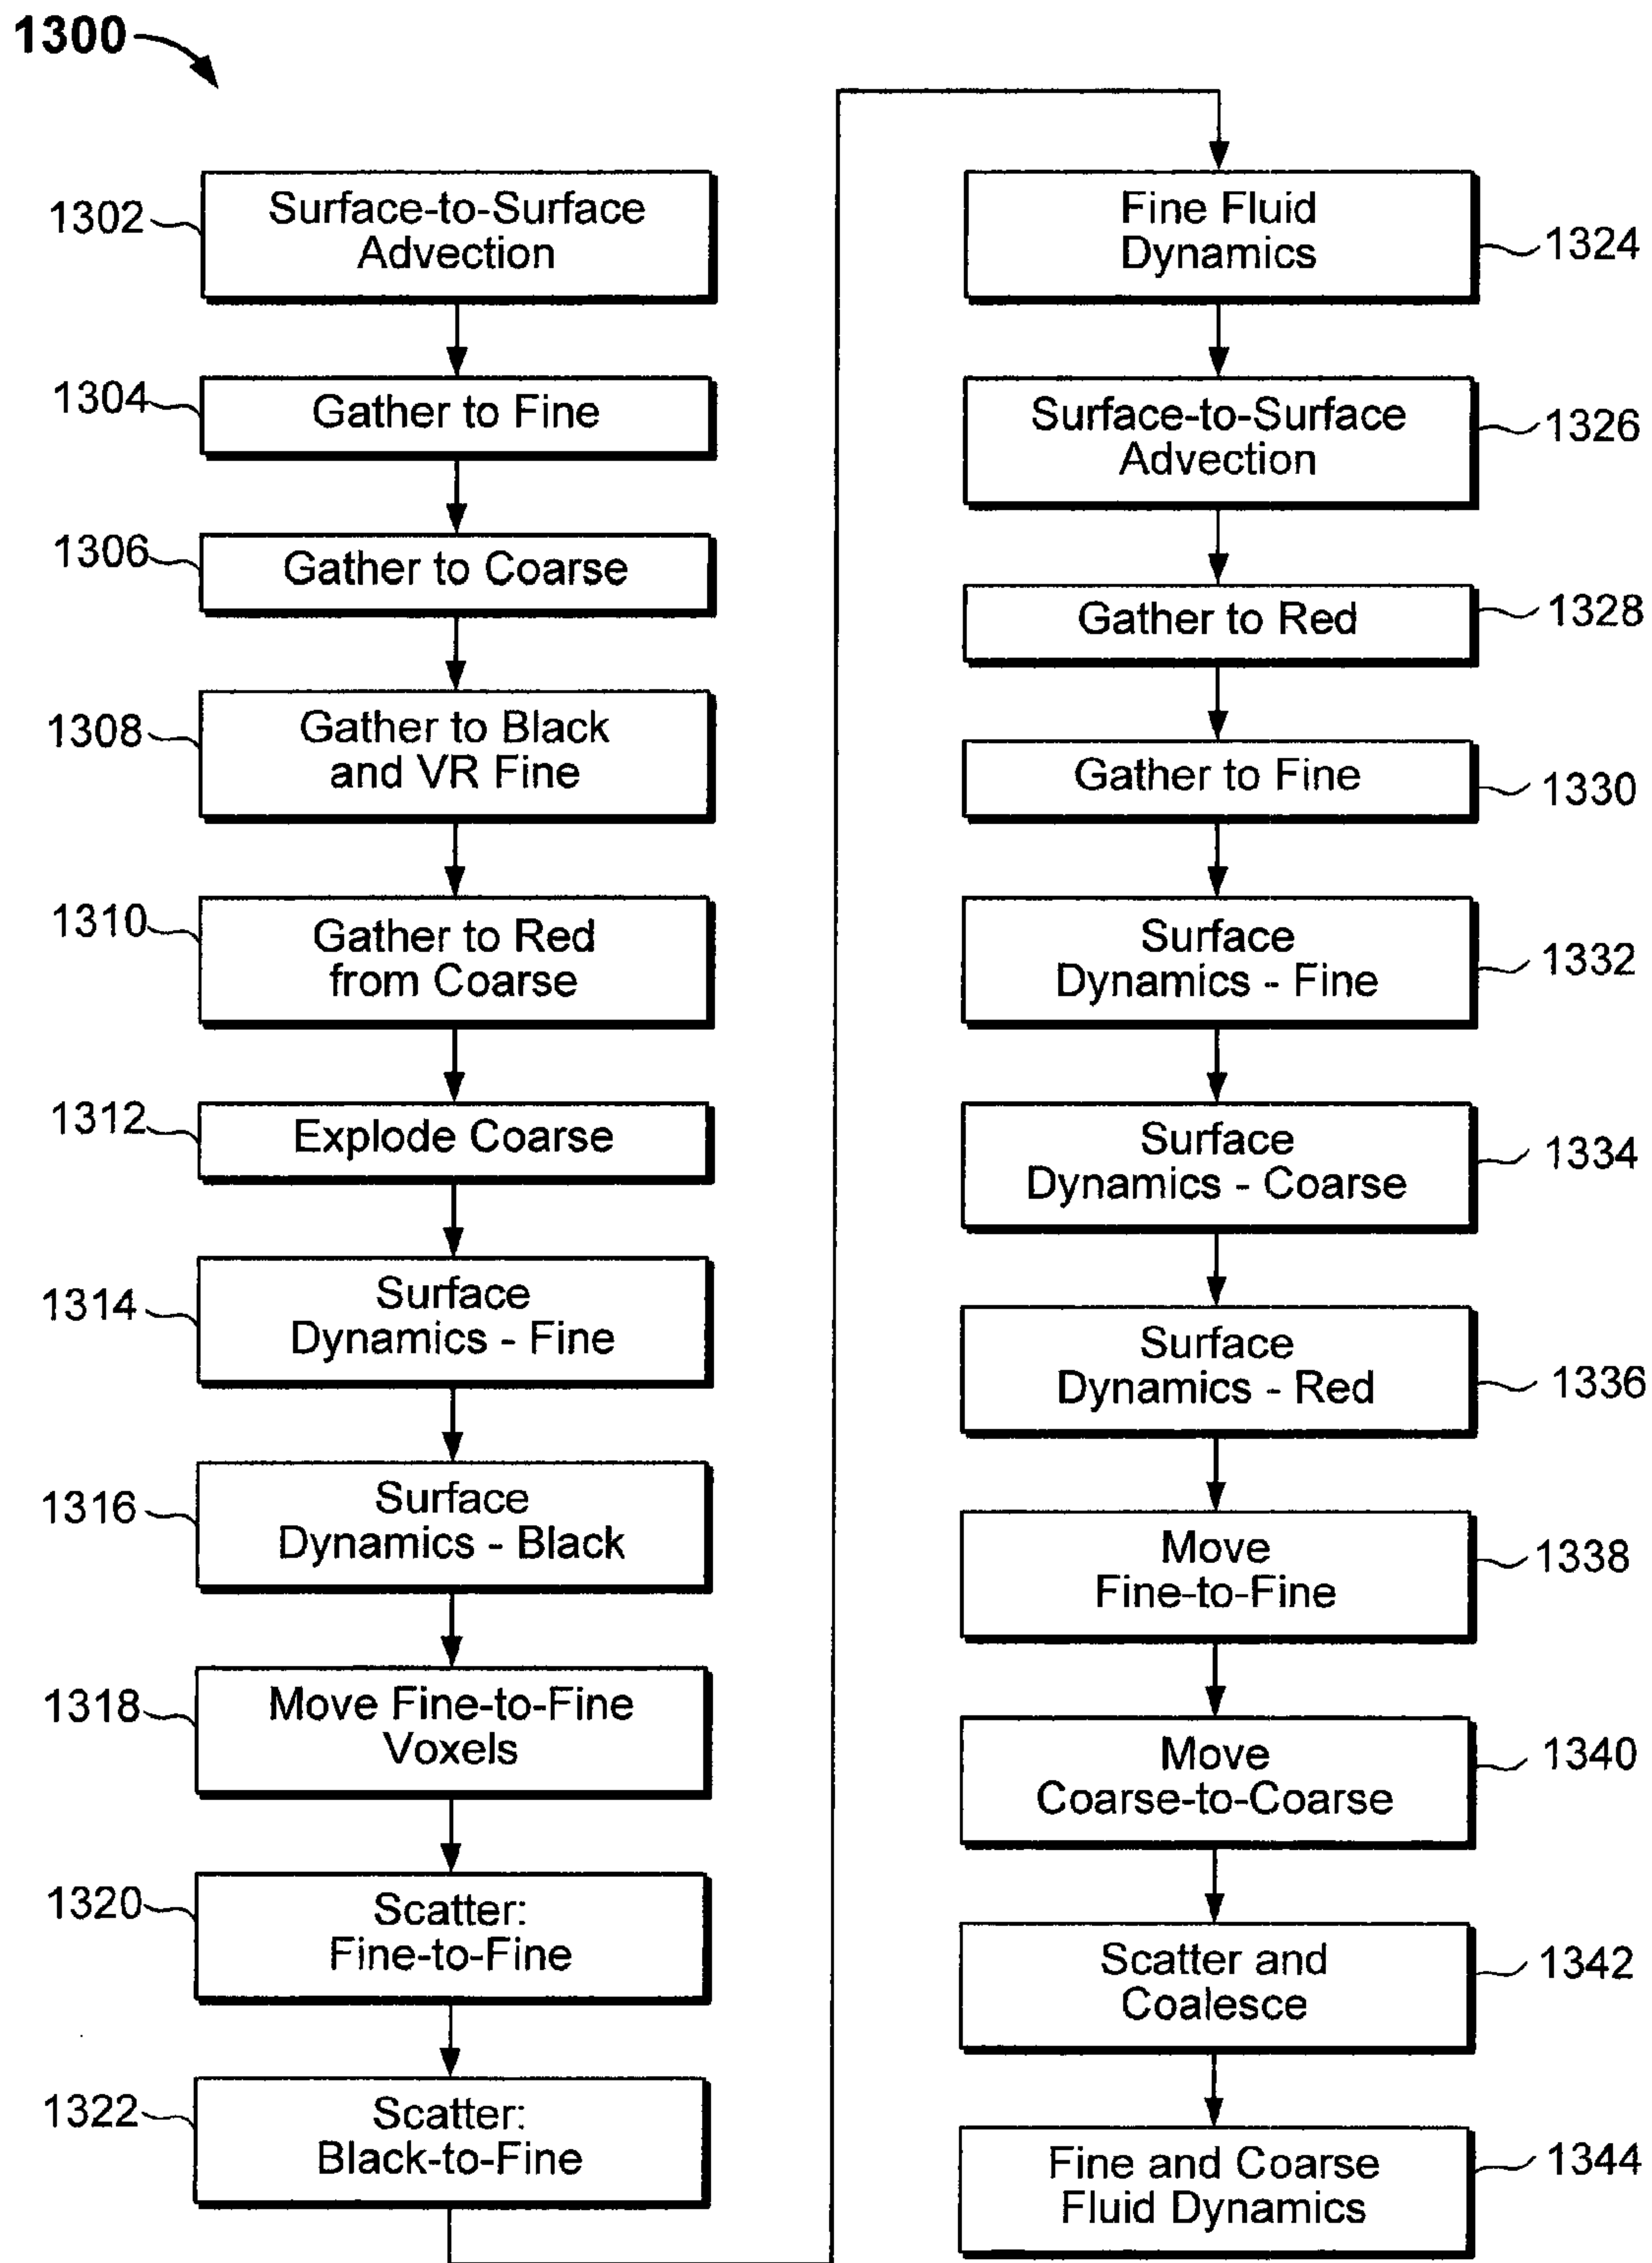 1300
1302
Surface-to-Surface
Advection
1304
Gather to Fine
1306
Gather to Coarse
1308
Gather to Black
and VR Fine
1310
Gather to Red
from Coarse
1312
Explode Coarse
1314
Surface
Dynamics - Fine
1316
Surface
Dynamics - Black
1318
Move Fine-to-Fine
Voxels
1320
Scatter:
Fine-to-Fine
1322
Scatter:
Black-to-Fine
Fine Fluid
Dynamics
1324
Surface-to-Surface
Advection
1326
Gather to Red
1328
Gather to Fine
1330
Surface
Dynamics - Fine
1332
Surface
Dynamics - Coarse
1334
Surface
Dynamics - Red
1336
Move
Fine-to-Fine
1338
Move
Coarse-to-Coarse
1340
Scatter and
Coalesce
1342
Fine and Coarse
Fluid Dynamics
1344